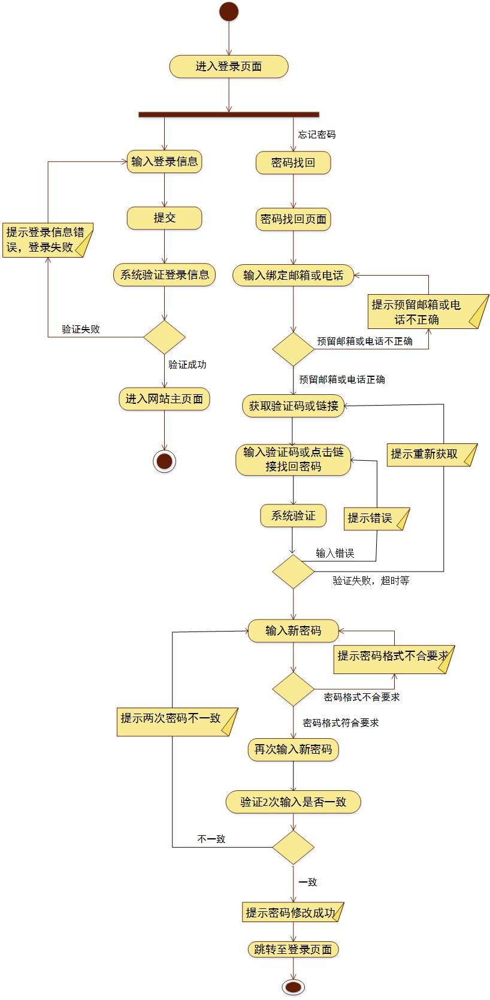 进入登录页面
忘记密码
输入登录信息
密码找回
提交
密码找回页面
提示登录信息错
误，登录失败
系统验证登录信息
输入绑定邮箱或电话
提示预留邮箱或电
话不正确
验证失败
预留邮箱或电话不正确
验证成功
预留邮箱或电话正确
进入网站主页面
获取验证码或链接
输入验证码或点击链
接找回密码
提示重新获取
系统验证
提示错误
输入错误
验证失败，超时等
输入新密码
提示密码格式不合要求
密码格式不合要求
提示两次密码不一致
密码格式符合要求
再次输入新密码
验证2次输入是否一致
不一致
一致
提示密码修改成功
跳转至登录页面